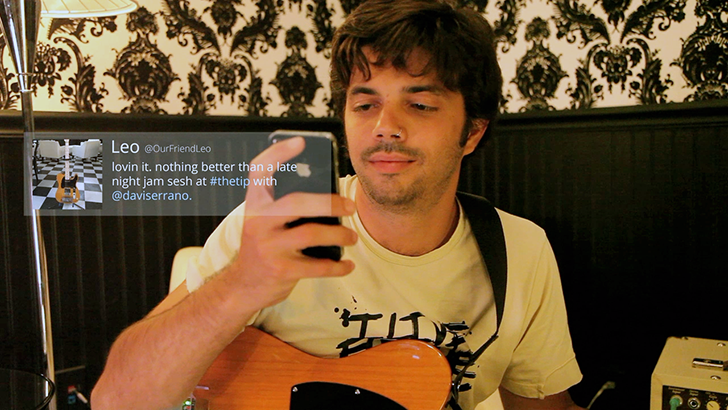 Leo @OurFriendLeo
lovin it. nothing better than a late
night jam sesh at #thetip with
@daviserrano.